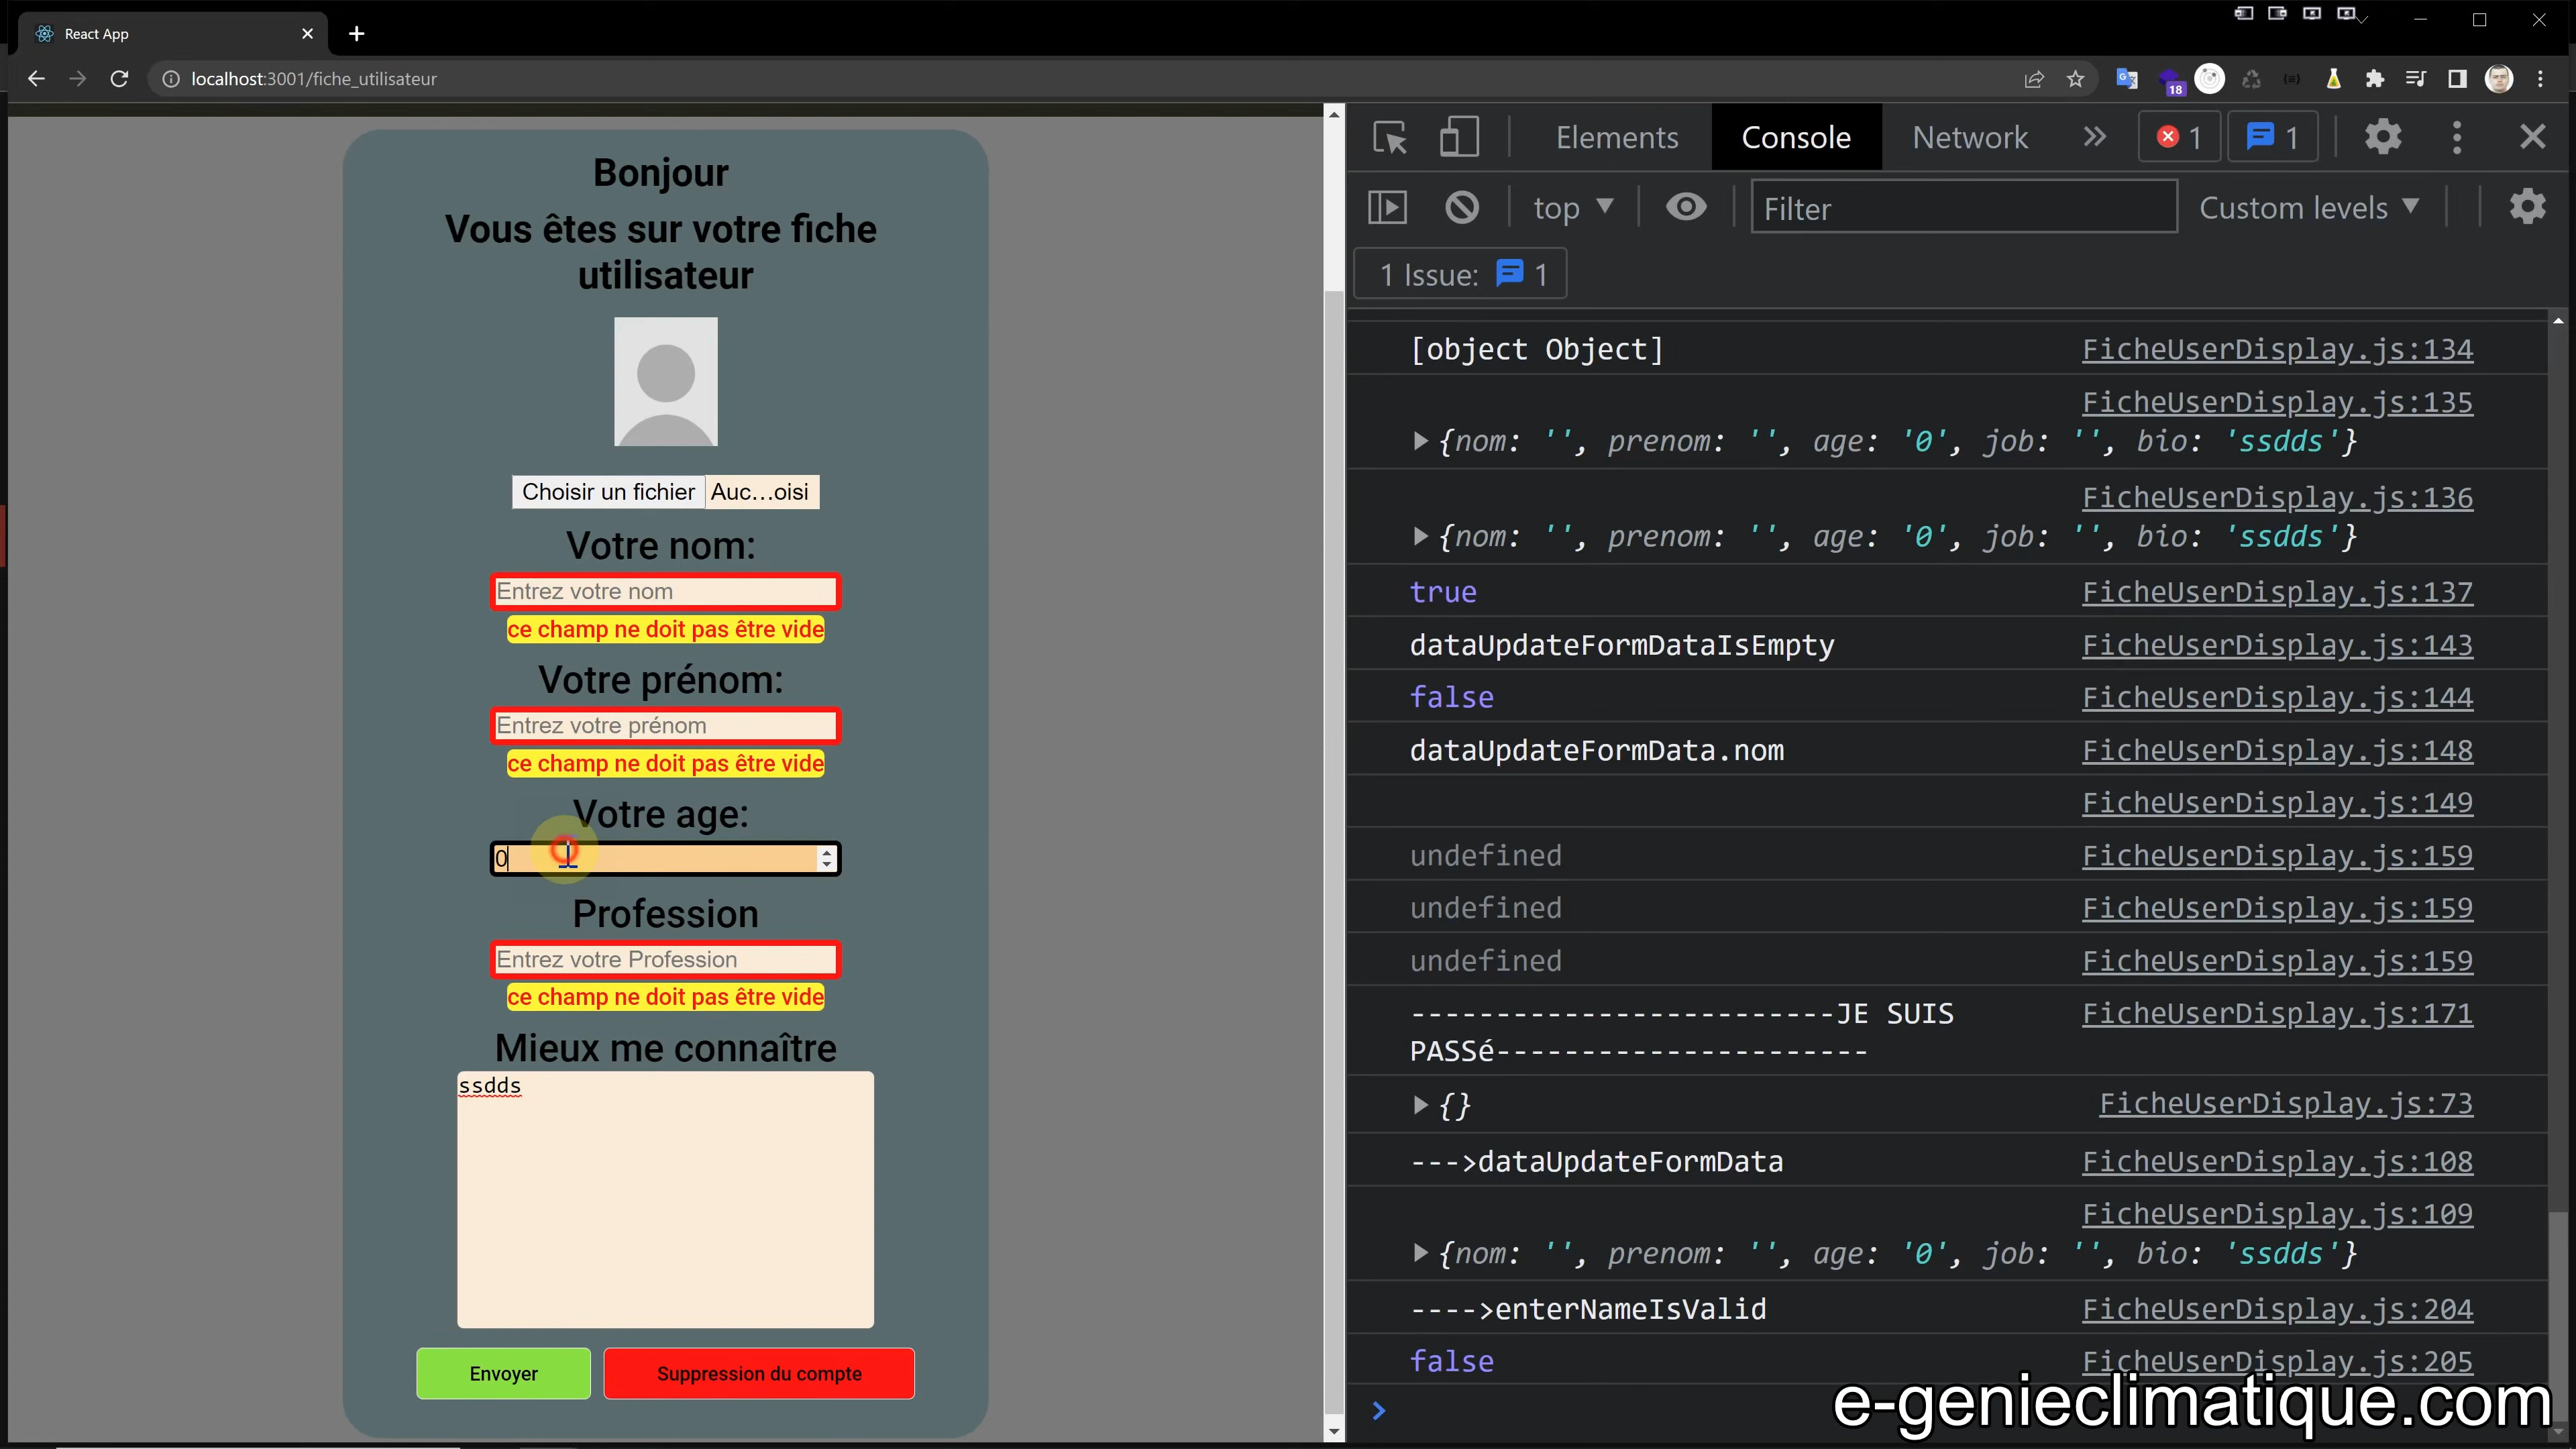 React App
localhost:3001/fiche_utilisateur
18
Bonjour
Vous êtes sur votre fiche
utilisateur
Choisir un fichier Auc…oisi
Votre nom:
Entrez votre nom
ce champ ne doit pas être vide
Votre prénom:
Entrez votre prénom
ce champ ne doit pas être vide
Votre age:
0
Profession
Entrez votre Profession
ce champ ne doit pas être vide
Mieux me connaître
ssdds
Envoyer
Suppression du compte
Elements
Console
Network
1
1
top
Filter
Custom levels
1 Issue: 1
[object Object] FicheUserDisplay.js:134
FicheUserDisplay.js:135
{nom: '', prenom: '', age: '0', job: '', bio: 'ssdds'}
FicheUserDisplay.js:136
{nom: '', prenom: '', age: '0', job: '', bio: 'ssdds'}
true FicheUserDisplay.js:137
dataUpdateFormDataIsEmpty FicheUserDisplay.js:143
false FicheUserDisplay.js:144
dataUpdateFormData.nom FicheUserDisplay.js:148
FicheUserDisplay.js:149
undefined FicheUserDisplay.js:159
undefined FicheUserDisplay.js:159
undefined FicheUserDisplay.js:159
-------------------------JE SUIS FicheUserDisplay.js:171
PASSé----------------------
{} FicheUserDisplay.js:73
--->dataUpdateFormData FicheUserDisplay.js:108
FicheUserDisplay.js:109
{nom: '', prenom: '', age: '0', job: '', bio: 'ssdds'}
---->enterNameIsValid FicheUserDisplay.js:204
false FicheUserDisplay.js:205
e-genieclimatique.com